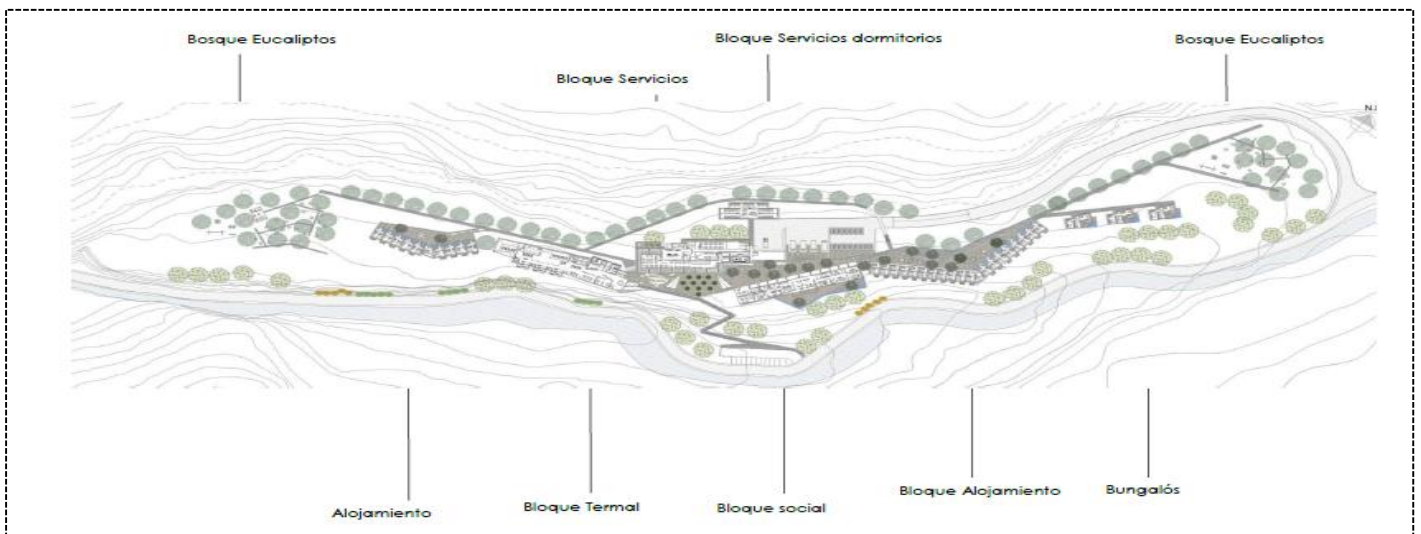 Bosque Eucaliptos
Bloque Servicios dormitorios
Bosque Eucaliptos
Bloque Servicios
Alojamiento
Bloque Termal
Bloque social
Bloque Alojamiento
Bungalós